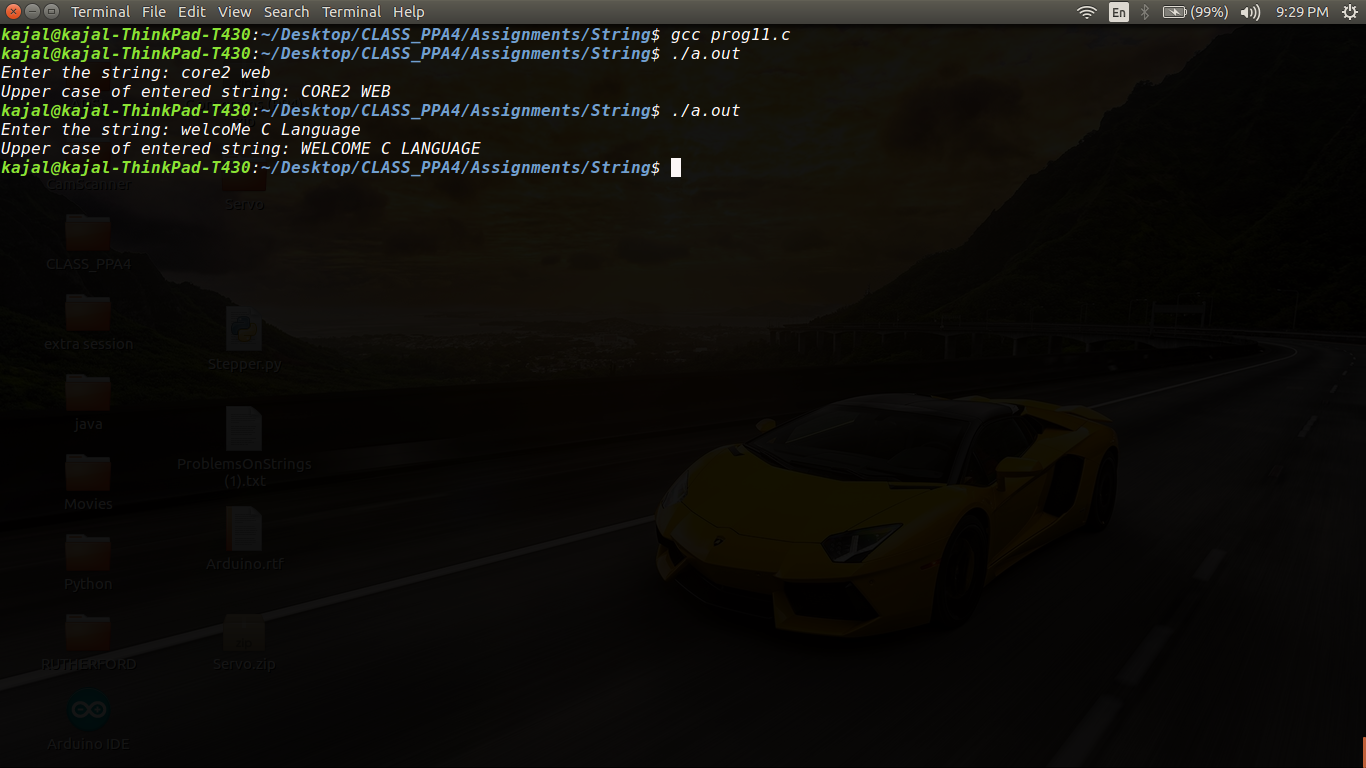 Terminal File Edit View Search Terminal Help En (99%) 9:29 PM
kajal@kajal-ThinkPad-T430:~/Desktop/CLASS_PPA4/Assignments/String$ gcc prog11.c
kajal@kajal-ThinkPad-T430:~/Desktop/CLASS_PPA4/Assignments/String$ ./a.out
Enter the string: core2 web
Upper case of entered string: CORE2 WEB
kajal@kajal-ThinkPad-T430:~/Desktop/CLASS_PPA4/Assignments/String$ ./a.out
Enter the string: welcoMe C Language
Upper case of entered string: WELCOME C LANGUAGE
kajal@kajal-ThinkPad-T430:~/Desktop/CLASS_PPA4/Assignments/String$
CamScanner
Servo
CLASS_PPA4
extra session
Stepper.py
java
ProblemsOnStrings
(1).txt
Movies
Arduino.rtf
Python
RUTHERFORD
Servo.zip
Arduino IDE